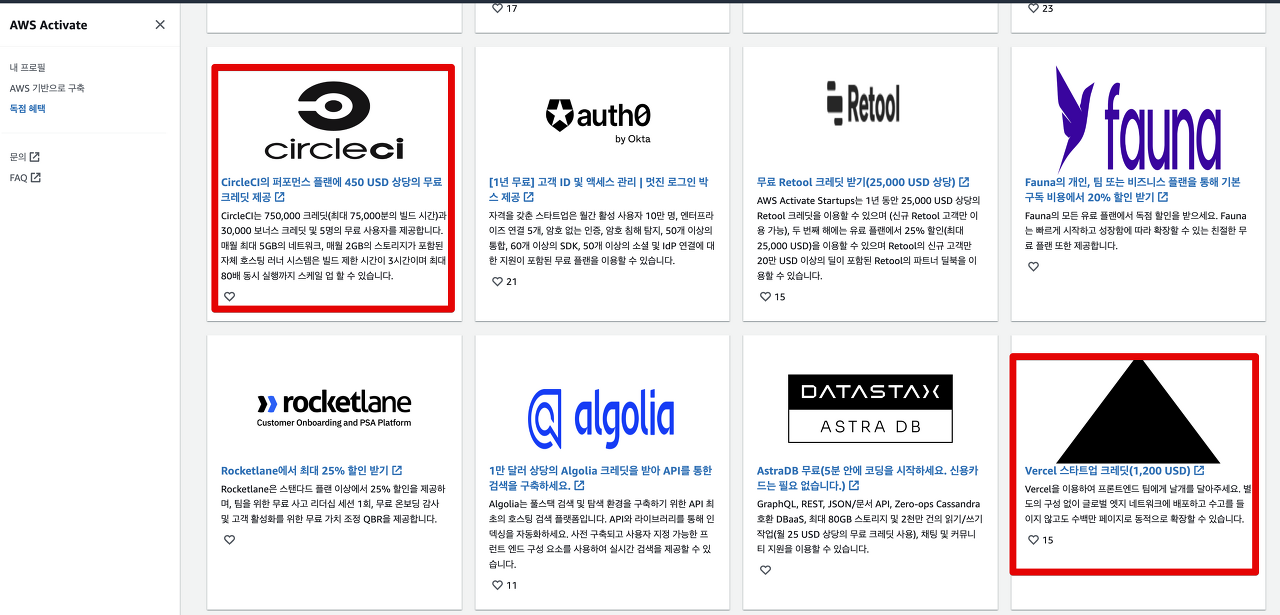 AWS Activate
내 프로필
AWS 기반으로 구축
독점 혜택
문의
FAQ
17
23
circleci
CircleCI의 퍼포먼스 플랜에 450 USD 상당의 무료
크레딧 제공
CircleCI는 750,000 크레딧(최대 75,000분의 빌드 시간)과
30,000 보너스 크레딧 및 5명의 무료 사용자를 제공합니다.
매월 최대 5GB의 네트워크, 매월 2GB의 스토리지가 포함된
자체 호스팅 러너 시스템은 빌드 제한 시간이 3시간이며 최대
80배 동시 실행까지 스케일 업 할 수 있습니다.
auth0
by Okta
[1년 무료] 고객 ID 및 액세스 관리 | 멋진 로그인 박
스 제공
자격을 갖춘 스타트업은 월간 활성 사용자 10만 명, 엔터프라
이즈 연결 5개, 암호 없는 인증, 암호 침해 탐지, 50개 이상의
통합, 60개 이상의 SDK, 50개 이상의 소셜 및 IdP 연결에 대
한 지원이 포함된 무료 플랜을 이용할 수 있습니다.
21
Retool
무료 Retool 크레딧 받기(25,000 USD 상당)
AWS Activate Startups는 1년 동안 25,000 USD 상당의
Retool 크레딧을 이용할 수 있으며 (신규 Retool 고객만 이
용 가능), 두 번째 해에는 유료 플랜에서 25% 할인(최대
25,000 USD)을 이용할 수 있으며 Retool의 신규 고객만
20만 USD 이상의 딜이 포함된 Retool의 파트너 딜북을 이
용할 수 있습니다.
15
fauna
Fauna의 개인, 팀 또는 비즈니스 플랜을 통해 기본
구독 비용에서 20% 할인 받기
Fauna의 모든 유료 플랜에서 독점 할인을 받으세요. Fauna
는 빠르게 시작하고 성장함에 따라 확장할 수 있는 친절한 무
료 플랜 또한 제공합니다.
rocketlane
Customer Onboarding and PSA Platform
Rocketlane에서 최대 25% 할인 받기
Rocketlane은 스탠다드 플랜 이상에서 25% 할인을 제공하
며, 팀을 위한 무료 사고 리더십 세션 1회, 무료 온보딩 감사
및 고객 활성화를 위한 무료 가치 조정 QBR을 제공합니다.
algolia
1만 달러 상당의 Algolia 크레딧을 받아 API를 통한
검색을 구축하세요.
Algolia는 풀스택 검색 및 탐색 환경을 구축하기 위한 API 최
초의 호스팅 검색 플랫폼입니다. API와 라이브러리를 통해 인
덱싱을 자동화하세요. 사전 구축되고 사용자 지정 가능한 프
런트 엔드 구성 요소를 사용하여 실시간 검색을 제공할 수 있
습니다.
11
DATASTAX
ASTRA DB
AstraDB 무료(5분 안에 코딩을 시작하세요. 신용카
드는 필요 없습니다.)
GraphQL, REST, JSON/문서 API, Zero-ops Cassandra
호환 DBaaS, 최대 80GB 스토리지 및 2천만 건의 읽기/쓰기
작업(월 25 USD 상당의 무료 크레딧 사용), 채팅 및 커뮤니
티 지원을 이용할 수 있습니다.
Vercel 스타트업 크레딧(1,200 USD)
Vercel을 이용하여 프론트엔드 팀에게 날개를 달아주세요. 별
도의 구성 없이 글로벌 엣지 네트워크에 배포하고 수고를 들
이지 않고도 수백만 페이지로 동적으로 확장할 수 있습니다.
15